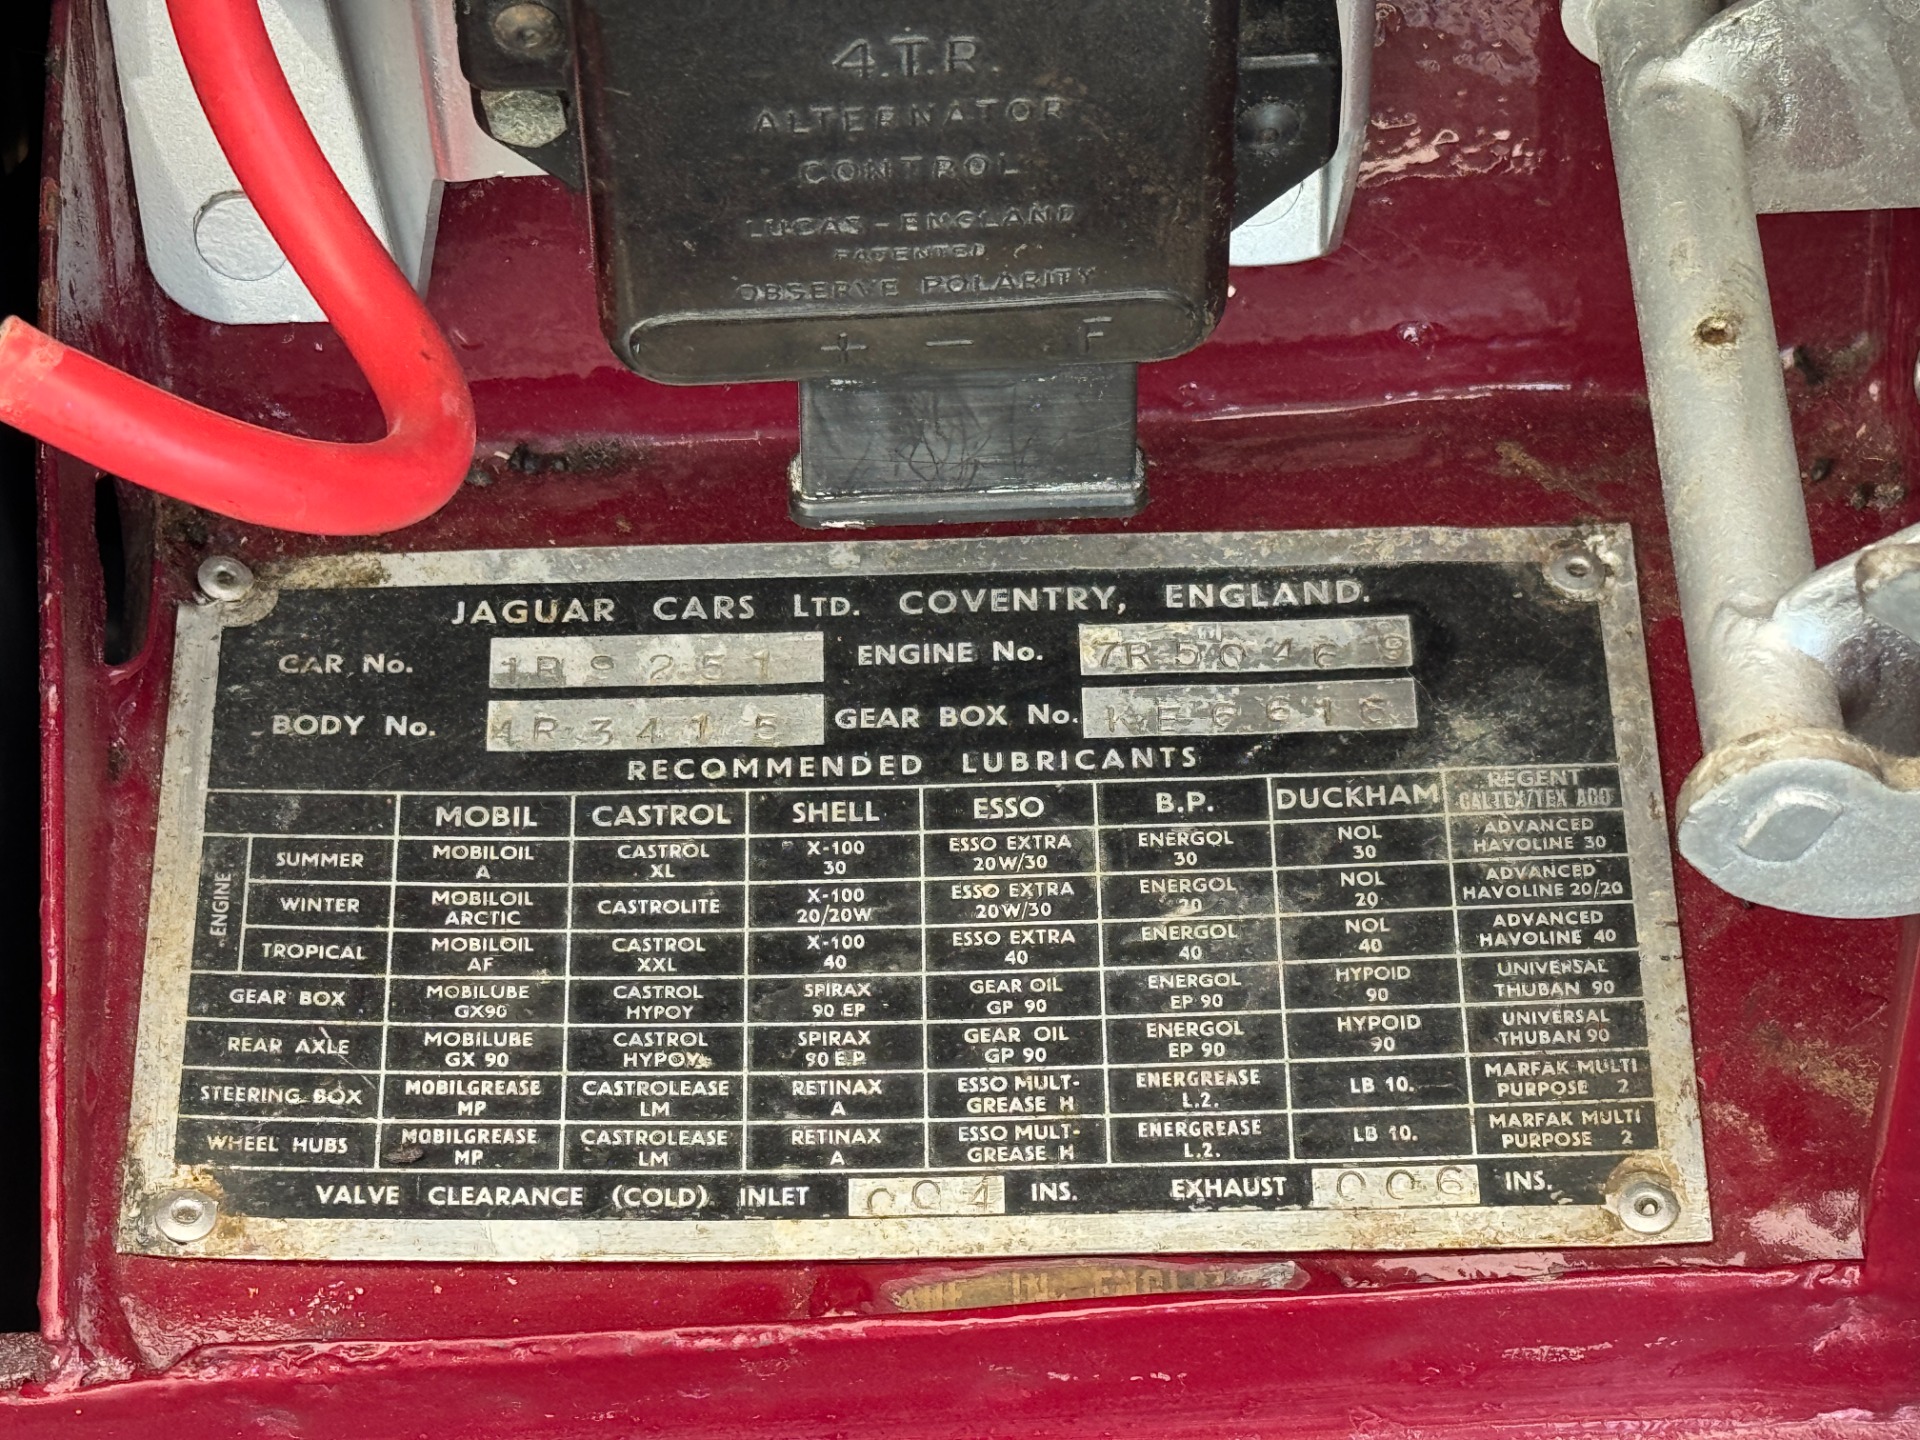 4.T.R.
ALTERNATOR
CONTROL
LUCAS - ENGLAND
PATENTED
OBSERVE POLARITY
+ - F
JAGUAR CARS LTD. COVENTRY, ENGLAND.
CAR No. 1R9251 ENGINE No. 7R50469
BODY No. 4R3415 GEAR BOX No. KE6616
RECOMMENDED LUBRICANTS
MOBIL CASTROL SHELL ESSO B.P. DUCKHAM REGENT CALTEX/TEX ACO
ENGINE
SUMMER MOBILOIL A CASTROL XL X-100 30 ESSO EXTRA 20W/30 ENERGOL 30 NOL 30 ADVANCED HAVOLINE 30
WINTER MOBILOIL ARCTIC CASTROLITE X-100 20/20W ESSO EXTRA 20W/30 ENERGOL 20 NOL 20 ADVANCED HAVOLINE 20/20
TROPICAL MOBILOIL AF CASTROL XXL X-100 40 ESSO EXTRA 40 ENERGOL 40 NOL 40 ADVANCED HAVOLINE 40
GEAR BOX MOBILUBE GX90 CASTROL HYPOY SPIRAX 90 EP GEAR OIL GP 90 ENERGOL EP 90 HYPOID 90 UNIVERSAL THUBAN 90
REAR AXLE MOBILUBE GX 90 CASTROL HYPOY SPIRAX 90 E.P. GEAR OIL GP 90 ENERGOL EP 90 HYPOID 90 UNIVERSAL THUBAN 90
STEERING BOX MOBILGREASE MP CASTROLEASE LM RETINAX A ESSO MULT-GREASE H ENERGREASE L.2. LB 10. MARFAK MULTI PURPOSE 2
WHEEL HUBS MOBILGREASE MP CASTROLEASE LM RETINAX A ESSO MULT-GREASE H ENERGREASE L.2. LB 10. MARFAK MULTI PURPOSE 2
VALVE CLEARANCE (COLD) INLET 004 INS. EXHAUST 006 INS.